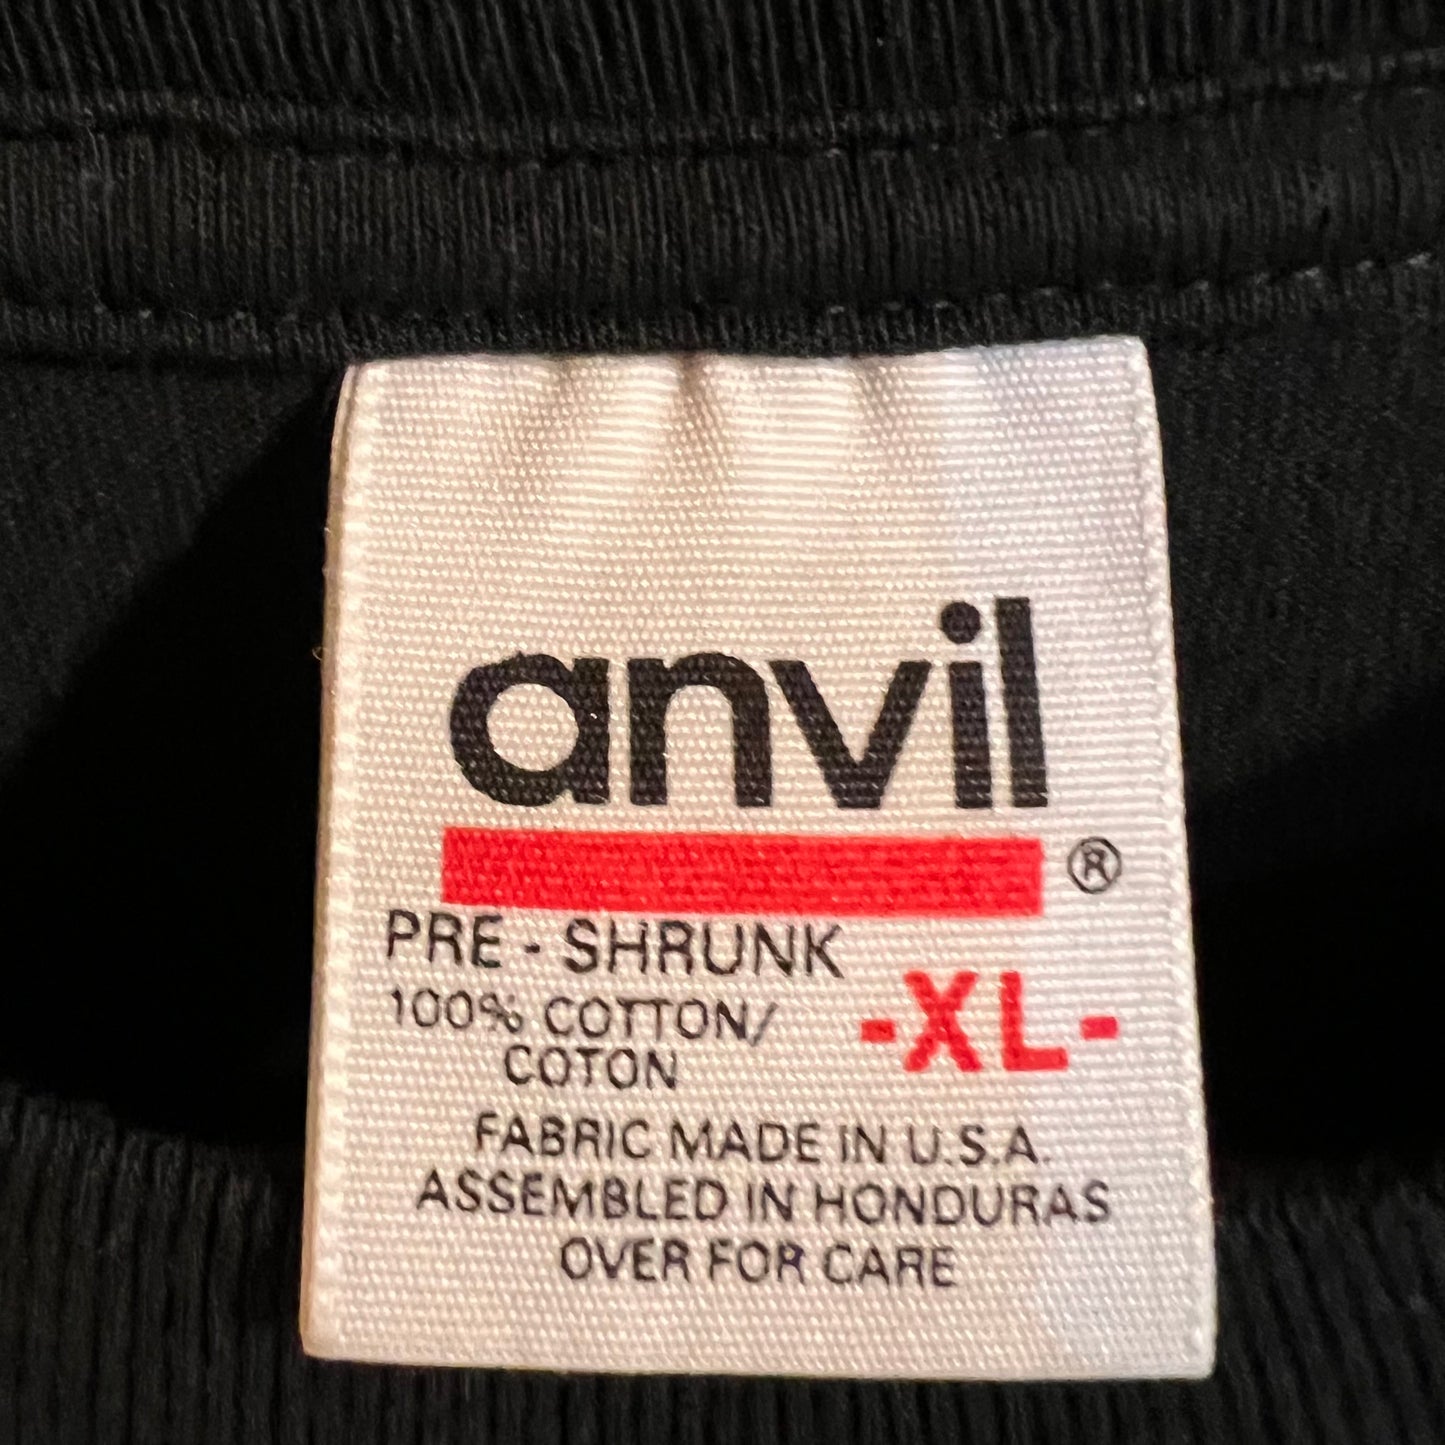 anvil
®
PRE - SHRUNK
100% COTTON/
COTON
-XL-
FABRIC MADE IN U.S.A.
ASSEMBLED IN HONDURAS
OVER FOR CARE